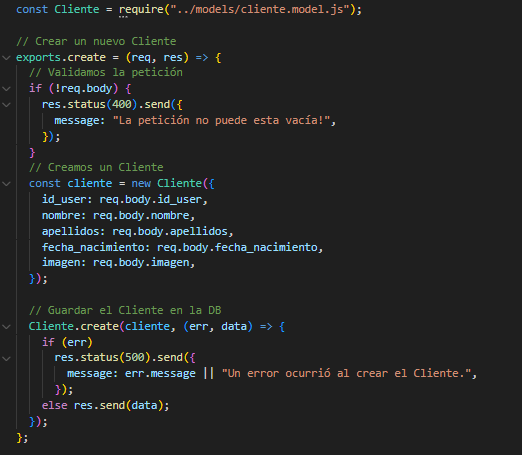 const Cliente = require("../models/cliente.model.js");
// Crear un nuevo Cliente
exports.create = (req, res) => {
// Validamos la petición
if (!req.body) {
res.status(400).send({
message: "La petición no puede esta vacía!",
});
}
// Creamos un Cliente
const cliente = new Cliente({
id_user: req.body.id_user,
nombre: req.body.nombre,
apellidos: req.body.apellidos,
fecha_nacimiento: req.body.fecha_nacimiento,
imagen: req.body.imagen,
});
// Guardar el Cliente en la DB
Cliente.create(cliente, (err, data) => {
if (err)
res.status(500).send({
message: err.message || "Un error ocurrió al crear el Cliente.",
});
else res.send(data);
});
};